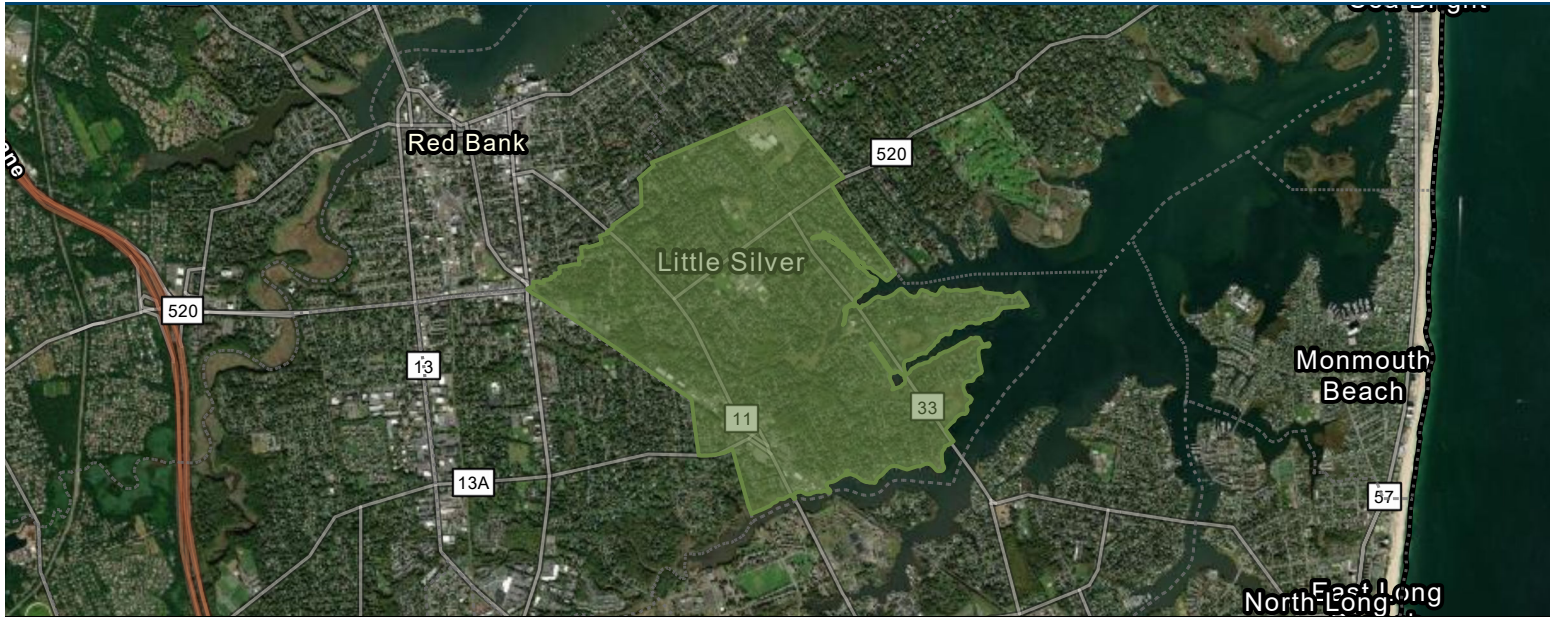 Red Bank
520
Little Silver
520
13
Monmouth
Beach
11
33
13A
57
East Long
North Long